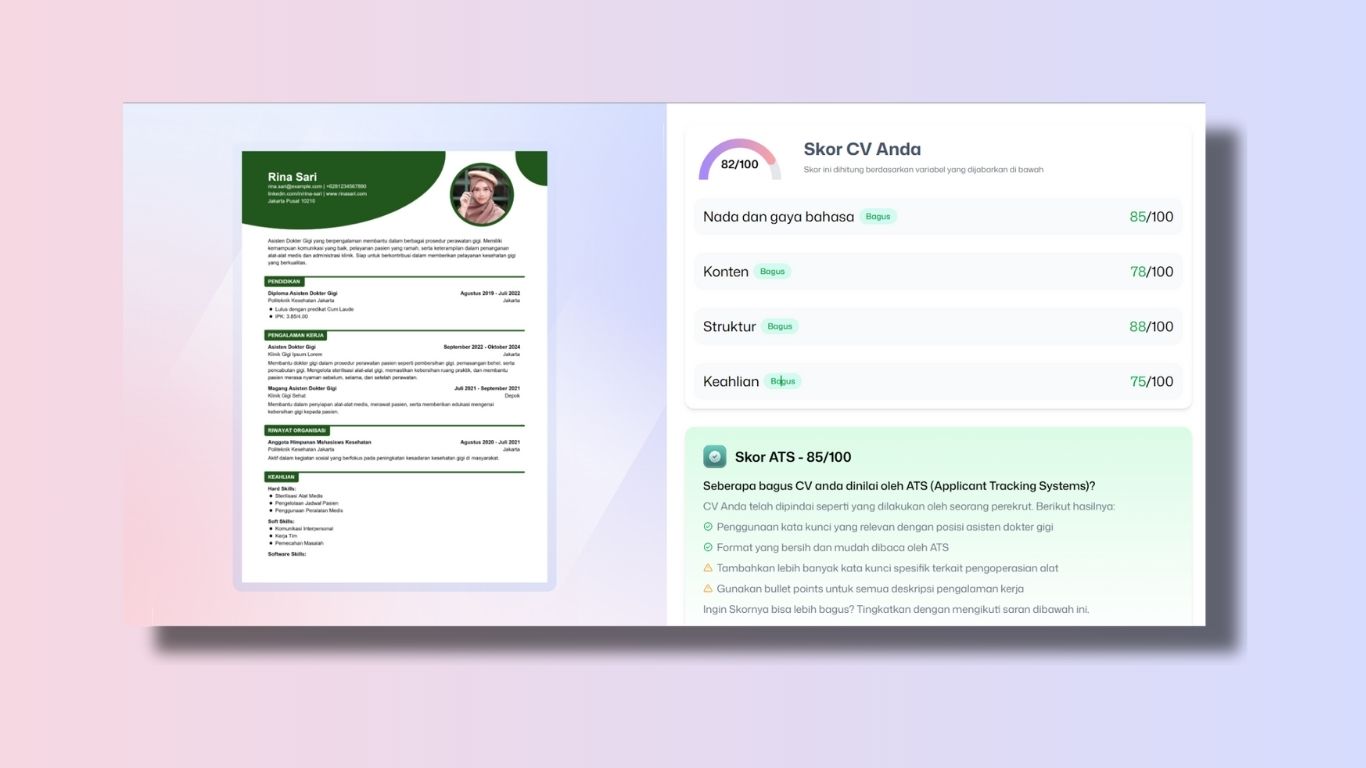 Rina Sari
rina.sari@example.com | +6281234567890
linkedin.com/in/rina-sari | www.rinasari.com
Jakarta Pusat 10210
Asisten Dokter Gigi yang berpengalaman membantu dalam berbagai prosedur perawatan gigi. Memiliki
kemampuan komunikasi yang baik, pelayanan pasien yang ramah, serta keterampilan dalam penanganan
alat-alat medis dan administrasi klinik. Siap untuk berkontribusi dalam memberikan pelayanan kesehatan gigi
yang berkualitas.
PENDIDIKAN
Diploma Asisten Dokter Gigi Agustus 2019 - Juli 2022
Politeknik Kesehatan Jakarta Jakarta
● Lulus dengan predikat Cum Laude
● IPK: 3.85/4.00
PENGALAMAN KERJA
Asisten Dokter Gigi September 2022 - Oktober 2024
Klinik Gigi Ipsum Lorem Jakarta
Membantu dokter gigi dalam prosedur perawatan pasien seperti pembersihan gigi, pemasangan behel, serta
pencabutan gigi. Mengelola sterilisasi alat-alat gigi, memastikan kebersihan ruang praktik, dan membantu
pasien merasa nyaman sebelum, selama, dan setelah perawatan.
Magang Asisten Dokter Gigi Juli 2021 - September 2021
Klinik Gigi Sehat Depok
Membantu dalam penyiapan alat-alat medis, merawat pasien, serta memberikan edukasi mengenai
kebersihan gigi kepada pasien.
RIWAYAT ORGANISASI
Anggota Himpunan Mahasiswa Kesehatan Agustus 2020 - Juli 2021
Politeknik Kesehatan Jakarta Jakarta
Aktif dalam kegiatan sosial yang berfokus pada peningkatan kesadaran kesehatan gigi di masyarakat.
KEAHLIAN
Hard Skills:
● Sterilisasi Alat Medis
● Pengelolaan Jadwal Pasien
● Penggunaan Peralatan Medis
Soft Skills:
● Komunikasi Interpersonal
● Kerja Tim
● Pemecahan Masalah
Software Skills:
82/100
Skor CV Anda
Skor ini dihitung berdasarkan variabel yang dijabarkan di bawah
Nada dan gaya bahasa Bagus 85/100
Konten Bagus 78/100
Struktur Bagus 88/100
Keahlian Bagus 75/100
Skor ATS - 85/100
Seberapa bagus CV anda dinilai oleh ATS (Applicant Tracking Systems)?
CV Anda telah dipindai seperti yang dilakukan oleh seorang perekrut. Berikut hasilnya:
Penggunaan kata kunci yang relevan dengan posisi asisten dokter gigi
Format yang bersih dan mudah dibaca oleh ATS
Tambahkan lebih banyak kata kunci spesifik terkait pengoperasian alat
Gunakan bullet points untuk semua deskripsi pengalaman kerja
Ingin Skornya bisa lebih bagus? Tingkatkan dengan mengikuti saran dibawah ini.